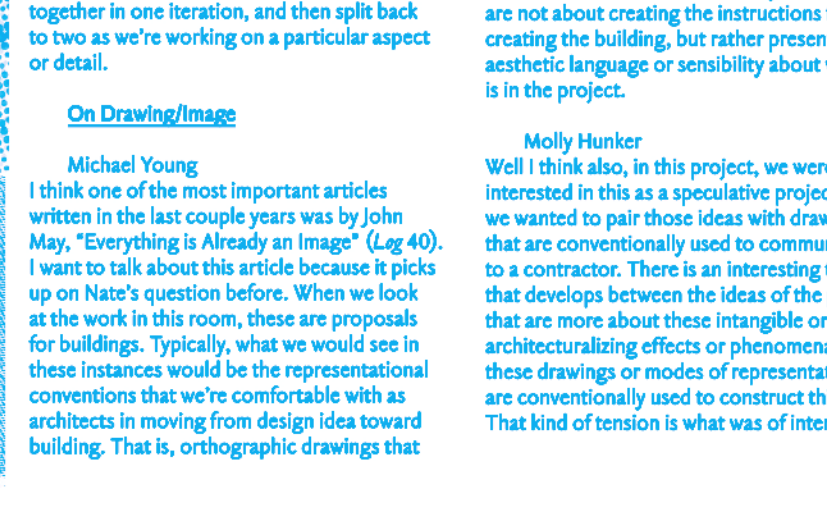 together in one iteration, and then split back
to two as we're working on a particular aspect
or detail.
On Drawing/Image
Michael Young
I think one of the most important articles
written in the last couple years was by John
May, "Everything is Already an Image" (Log 40).
I want to talk about this article because it picks
up on Nate's question before. When we look
at the work in this room, these are proposals
for buildings. Typically, what we would see in
these instances would be the representational
conventions that we're comfortable with as
architects in moving from design idea toward
building. That is, orthographic drawings that
are not about creating the instructions
creating the building, but rather
aesthetic language or sensibility about
is in the project.
Molly Hunker
Well I think also, in this project, we
interested in this as a speculative
we wanted to pair those ideas with
that are conventionally used to
to a contractor. There is an interesting
that develops between the ideas of the
that are more about these intangible or
architecturalizing effects or
these drawings or modes of
are conventionally used to construct
That kind of tension is what was of